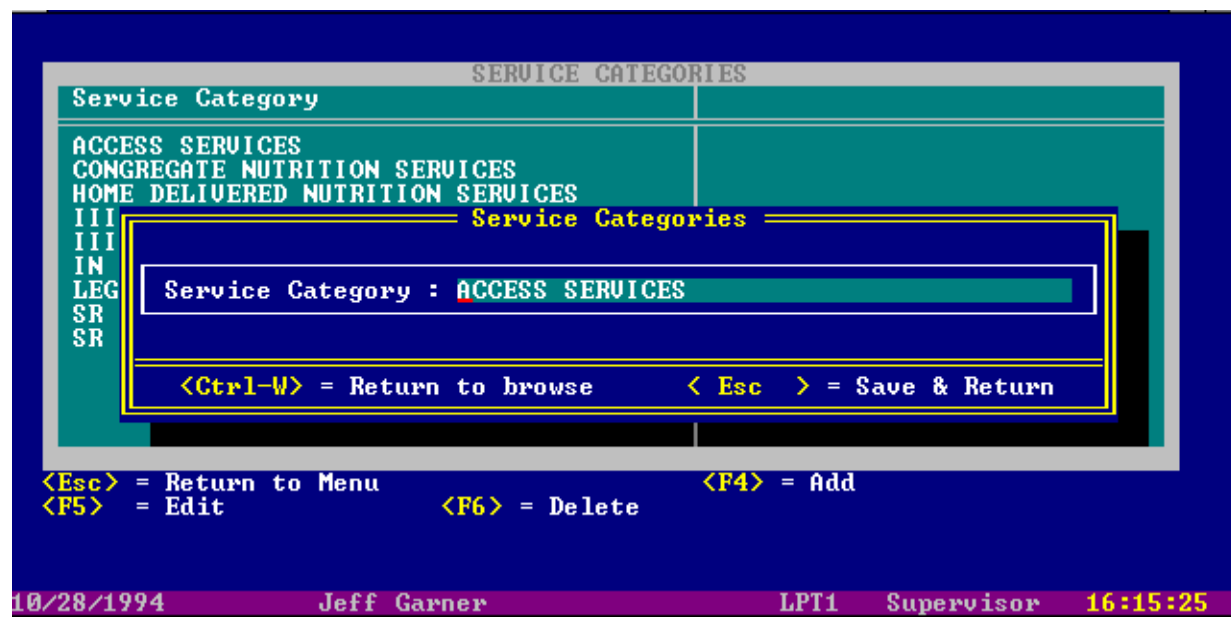 SERVICE CATEGORIES
Service Category
ACCESS SERVICES
CONGREGATE NUTRITION SERVICES
HOME DELIVERED NUTRITION SERVICES
III
III
IN
LEG
SR
SR
Service Categories
Service Category : ACCESS SERVICES
<Ctrl-W> = Return to browse < Esc > = Save & Return
<Esc> = Return to Menu <F4> = Add
<F5> = Edit <F6> = Delete
10/28/1994 Jeff Garner LPT1 Supervisor 16:15:25